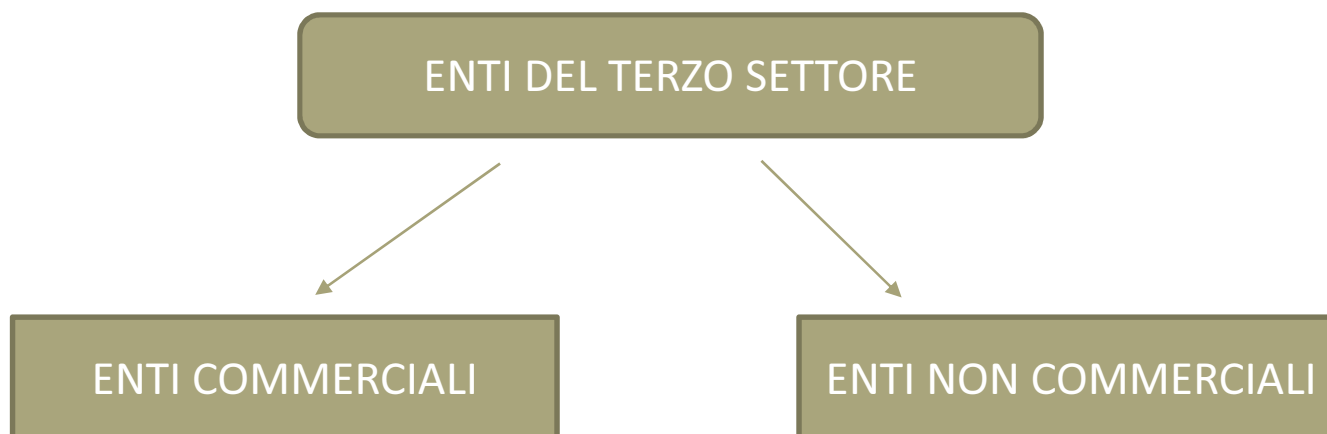 ENTI DEL TERZO SETTORE
ENTI COMMERCIALI
ENTI NON COMMERCIALI